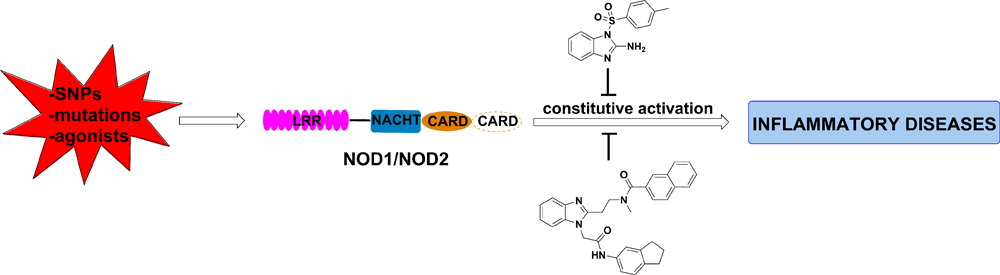 -SNPs
-mutations
-agonists
LRR
NACHT
CARD
CARD
NOD1/NOD2
O
O
S
N
NH₂
N
constitutive activation
O
N
N
N
O
HN
INFLAMMATORY DISEASES